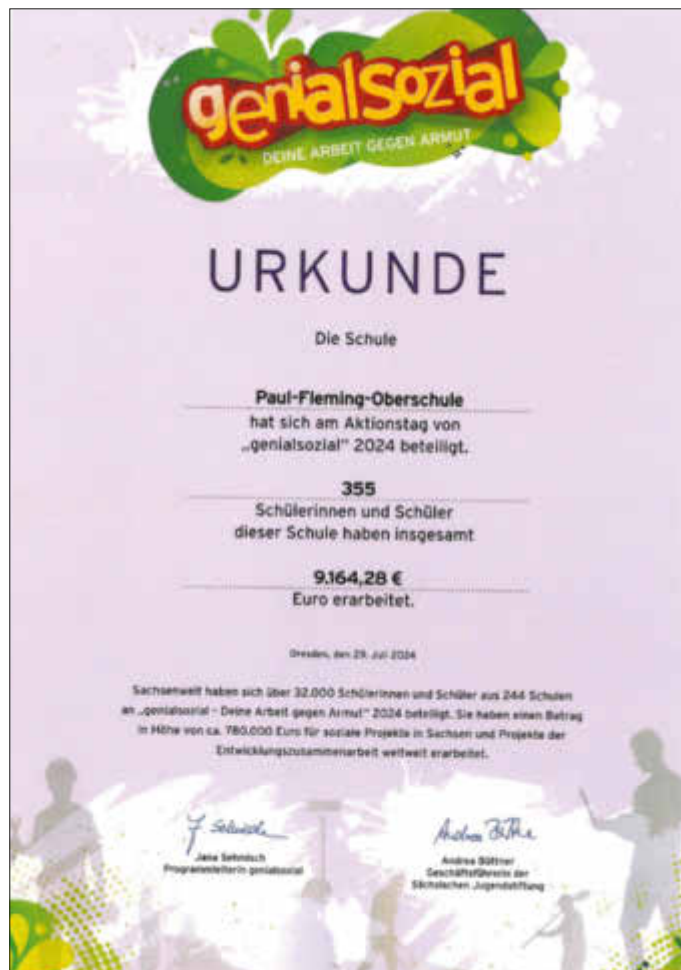 genialsozial
DEINE ARBEIT GEGEN ARMUT
URKUNDE
Die Schule
Paul-Fleming-Oberschule
hat sich am Aktionstag von
„genialsozial" 2024 beteiligt.
355
Schülerinnen und Schüler
dieser Schule haben insgesamt
9.164,28 €
Euro erarbeitet.
Dresden, den 29. Juli 2024
Sachsenweit haben sich über 32.000 Schülerinnen und Schüler aus 244 Schulen
an „genialsozial – Deine Arbeit gegen Armut" 2024 beteiligt. Sie haben einen Betrag
in Höhe von ca. 780.000 Euro für soziale Projekte in Sachsen und Projekte der
Entwicklungszusammenarbeit weltweit erarbeitet.
Jana Sehmisch
Programmleiterin genialsozial
Andrea Büttner
Geschäftsführerin der
Sächsischen Jugendstiftung